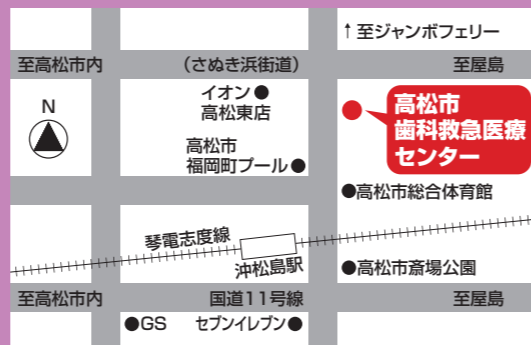 ↑至ジャンボフェリー
至高松市内
(さぬき浜街道)
至屋島
N
イオン●
高松東店
高松市
歯科救急医療
センター
高松市
福岡町プール●
●高松市総合体育館
琴電志度線
沖松島駅
●高松市斎場公園
至高松市内
国道11号線
至屋島
●GS
セブンイレブン●